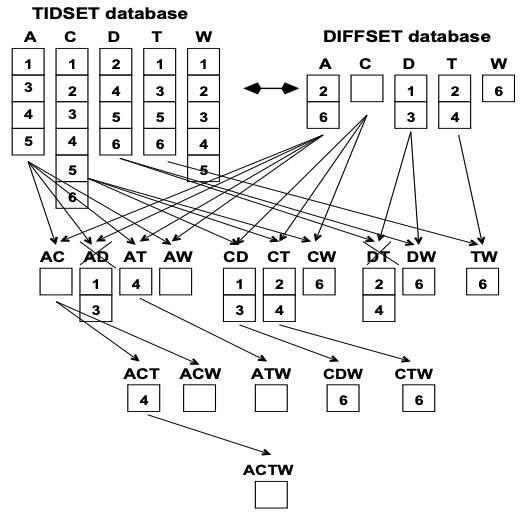 TIDSET database
DIFFSET database
A C D T W
A C D T W
1 1 2 1 1
3 2 4 3 2
4 3 5 5 3
5 4 6 6 4
5 5
6
2 1 2 6
6 3 4
AC AD AT AW CD CT CW DT DW TW
1 4 1 2 6 2 6 6
3 3 4 4
ACT ACW ATW CDW CTW
4 6 6
ACTW